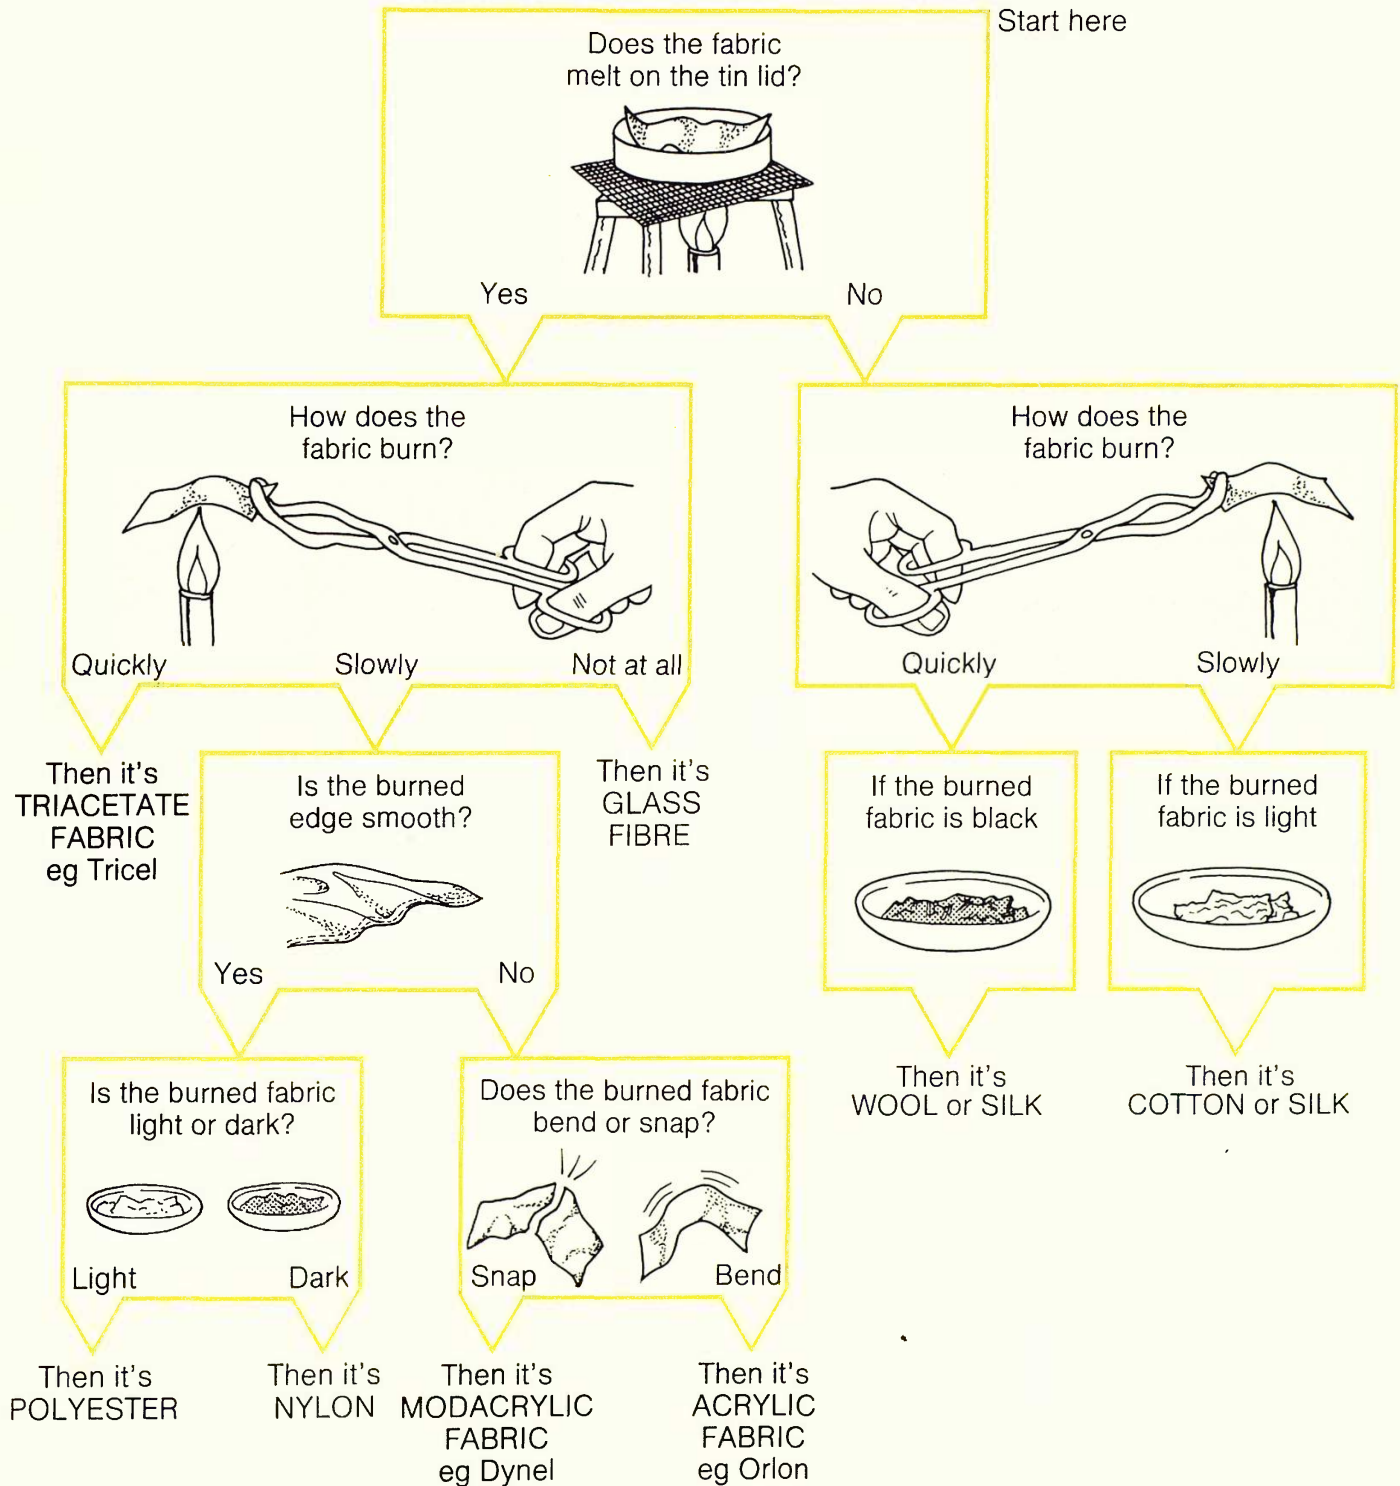 Start here
Does the fabric
melt on the tin lid?
Yes
No
How does the
fabric burn?
Quickly
Slowly
Not at all
How does the
fabric burn?
Quickly
Slowly
Then it's
TRIACETATE
FABRIC
eg Tricel
Is the burned
edge smooth?
Yes
No
Then it's
GLASS
FIBRE
If the burned
fabric is black
If the burned
fabric is light
Then it's
WOOL or SILK
Then it's
COTTON or SILK
Is the burned fabric
light or dark?
Light
Dark
Does the burned fabric
bend or snap?
Snap
Bend
Then it's
POLYESTER
Then it's
NYLON
Then it's
MODACRYLIC
FABRIC
eg Dynel
Then it's
ACRYLIC
FABRIC
eg Orlon